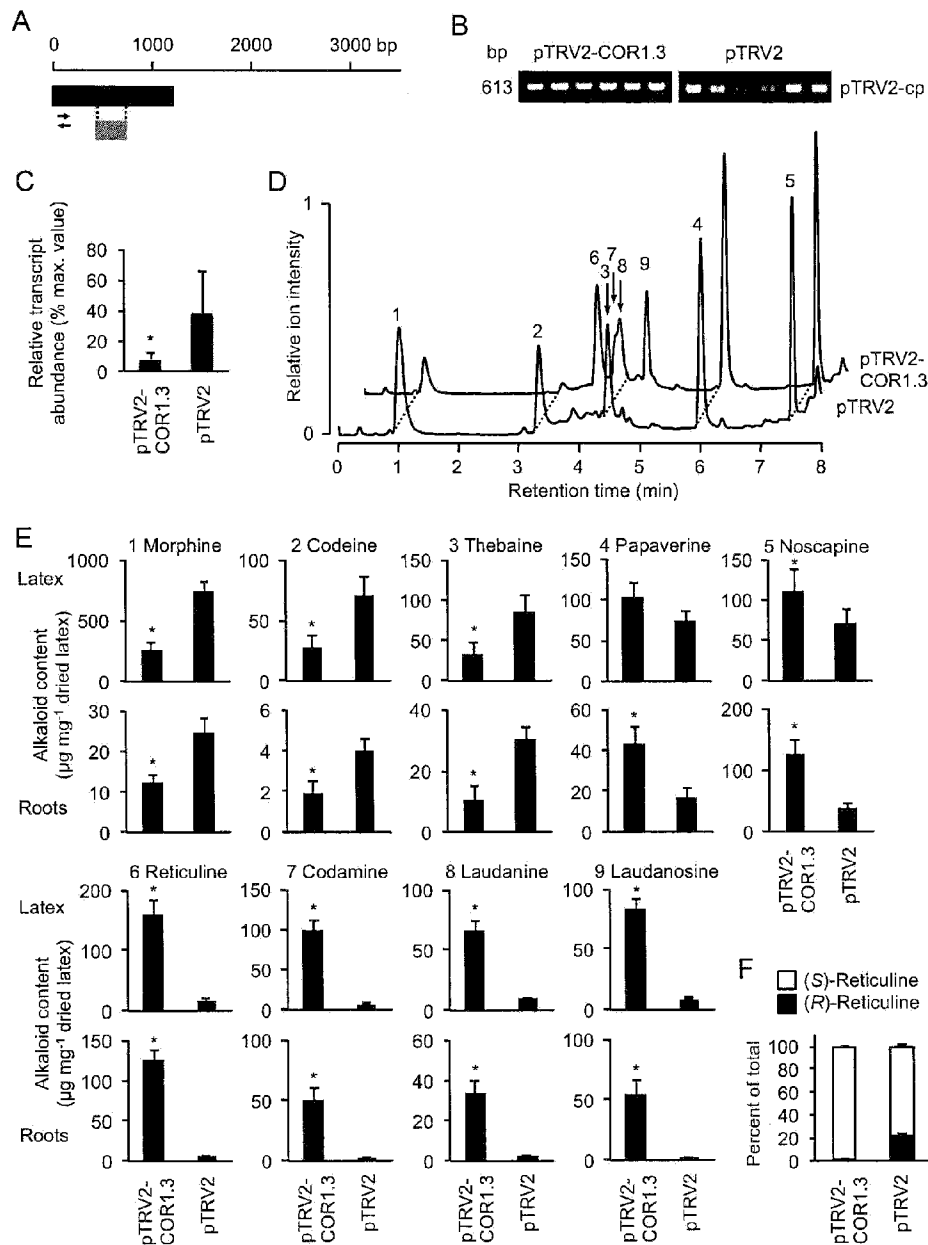 A
0 1000 2000 3000 bp
B
bp pTRV2-COR1.3 pTRV2
613 pTRV2-cp
C
Relative transcript
abundance (% max. value)
80
60
40
20
0
*
pTRV2-
COR1.3
pTRV2
D
Relative ion intensity
1
0
1 2 6 3 7 8 9 4 5
pTRV2-
COR1.3
pTRV2
0 1 2 3 4 5 6 7 8
Retention time (min)
E
Latex
Roots
Alkaloid content
(µg mg⁻¹ dried latex)
1 Morphine
1000
500
0
*
30
20
10
0
*
2 Codeine
100
50
0
*
6
4
2
0
*
3 Thebaine
150
100
50
0
*
40
20
0
*
4 Papaverine
150
100
50
0
60
40
20
0
*
5 Noscapine
150
100
50
0
*
200
100
0
*
pTRV2-
COR1.3
pTRV2
Latex
Roots
Alkaloid content
(µg mg⁻¹ dried latex)
6 Reticuline
200
100
0
*
150
100
50
0
*
pTRV2-
COR1.3
pTRV2
7 Codamine
150
100
50
0
*
100
50
0
*
pTRV2-
COR1.3
pTRV2
8 Laudanine
100
50
0
*
60
40
20
0
*
pTRV2-
COR1.3
pTRV2
9 Laudanosine
100
50
0
*
100
50
0
*
pTRV2-
COR1.3
pTRV2
F
(S)-Reticuline
(R)-Reticuline
Percent of total
100
80
60
40
20
0
pTRV2-
COR1.3
pTRV2